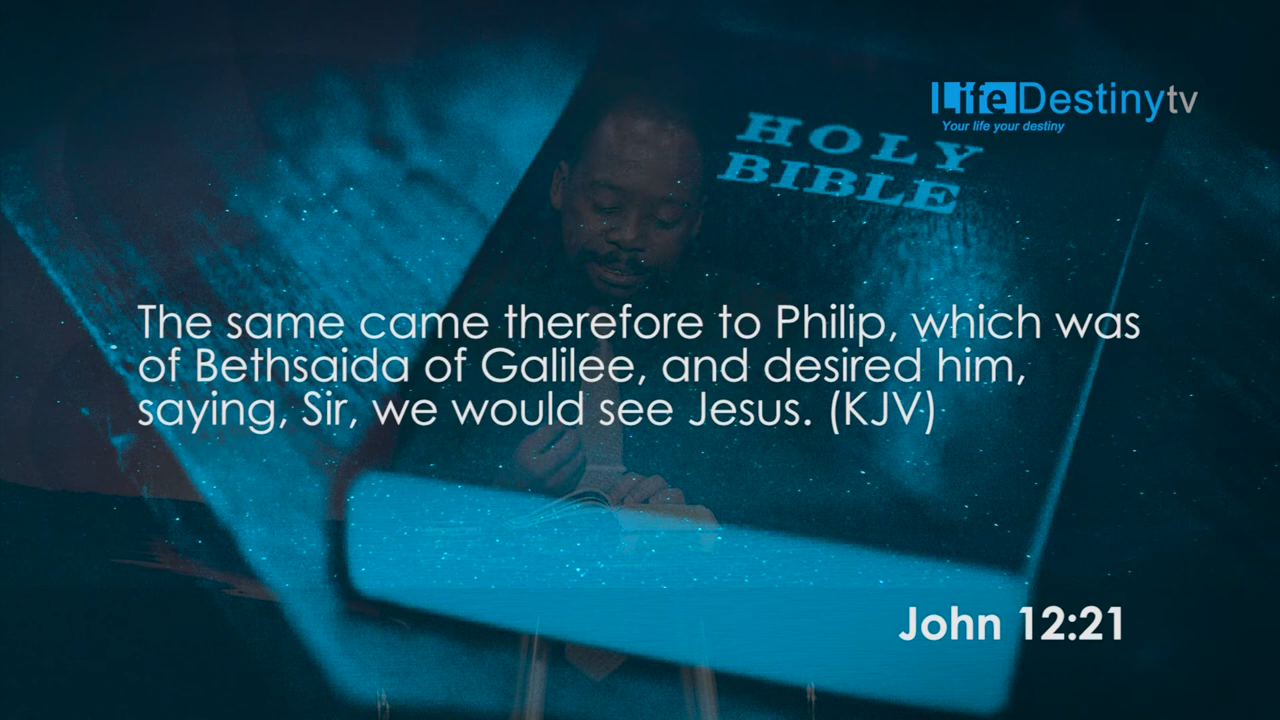 LifeDestinytv
Your life your destiny
HOLY
BIBLE
The same came therefore to Philip, which was
of Bethsaida of Galilee, and desired him,
saying, Sir, we would see Jesus. (KJV)
John 12:21